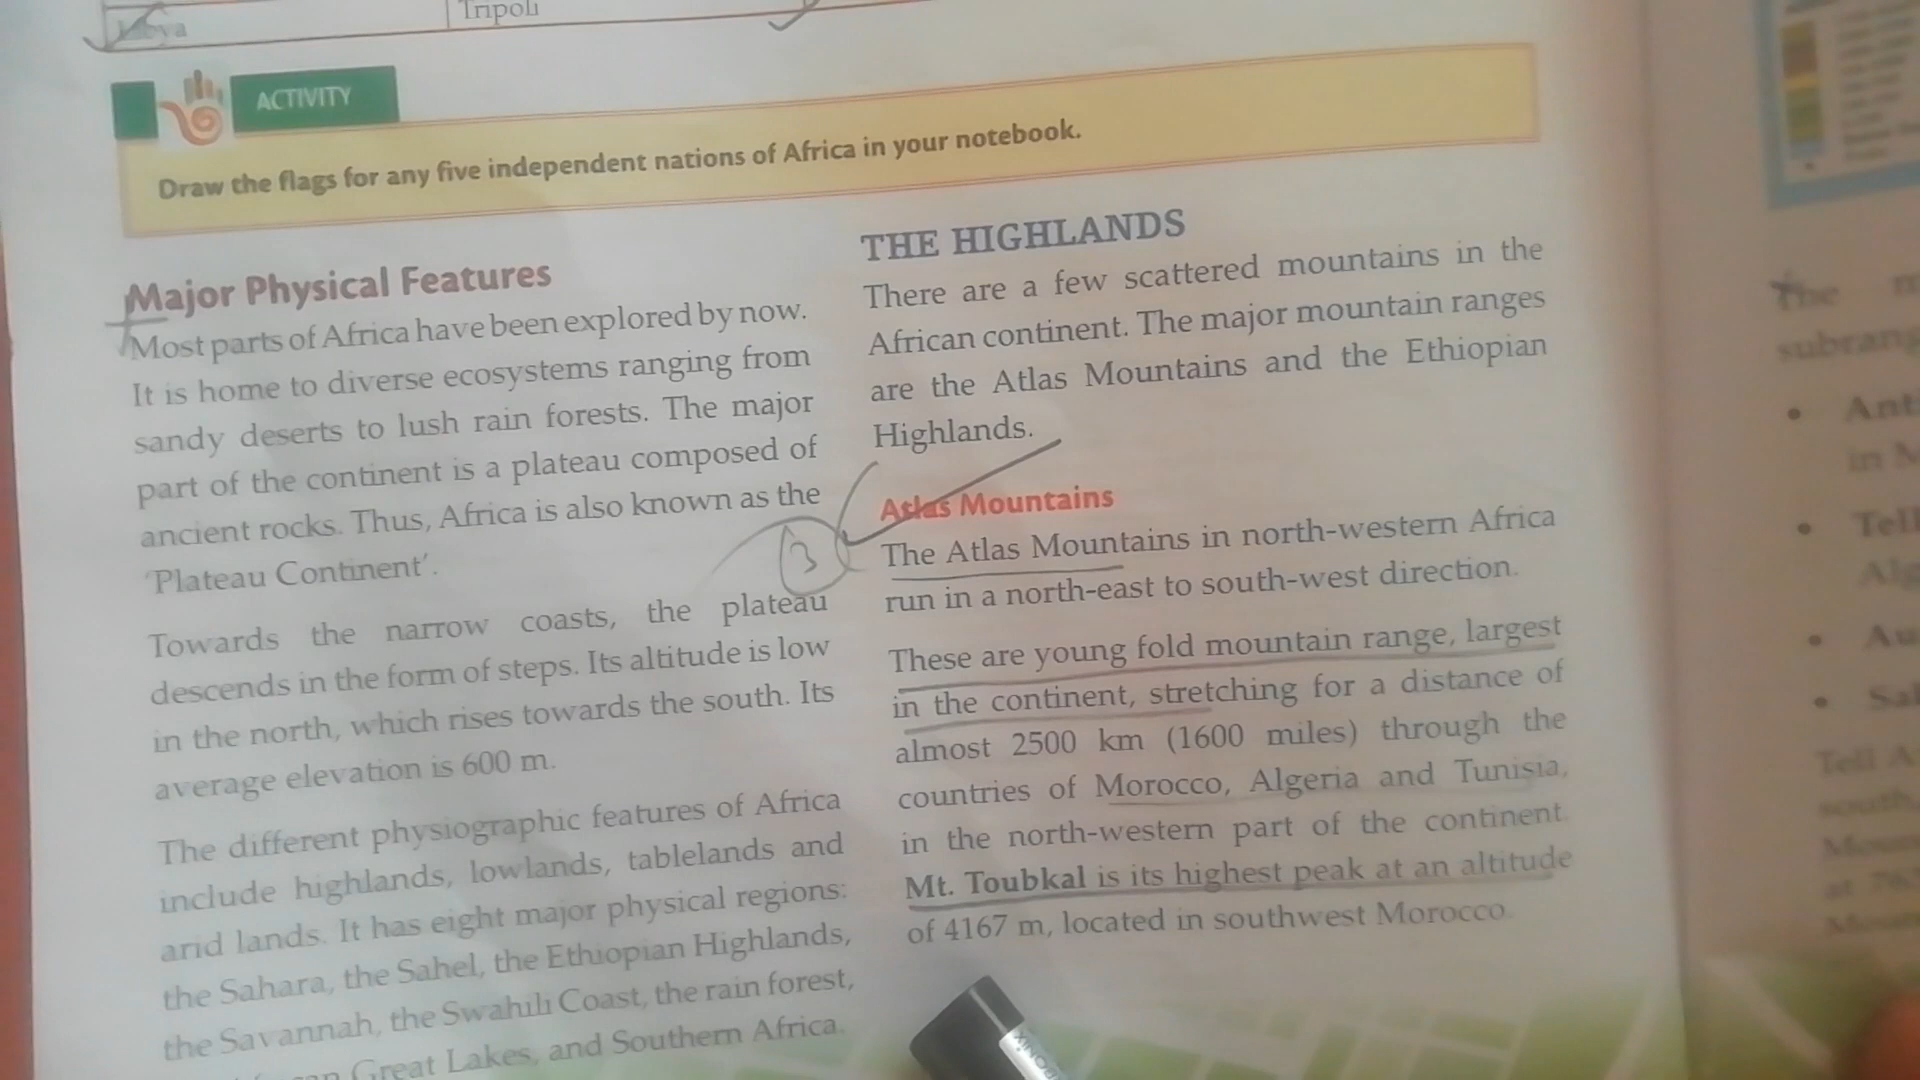 Libya
Tripoli
ACTIVITY
Draw the flags for any five independent nations of Africa in your notebook.
Major Physical Features
Most parts of Africa have been explored by now.
It is home to diverse ecosystems ranging from
sandy deserts to lush rain forests. The major
part of the continent is a plateau composed of
ancient rocks. Thus, Africa is also known as the
'Plateau Continent'.
Towards the narrow coasts, the plateau
descends in the form of steps. Its altitude is low
in the north, which rises towards the south. Its
average elevation is 600 m.
The different physiographic features of Africa
include highlands, lowlands, tablelands and
arid lands. It has eight major physical regions:
the Sahara, the Sahel, the Ethiopian Highlands,
the Savannah, the Swahili Coast, the rain forest,
Great Lakes, and Southern Africa.
THE HIGHLANDS
There are a few scattered mountains in the
African continent. The major mountain ranges
are the Atlas Mountains and the Ethiopian
Highlands.
3
Atlas Mountains
The Atlas Mountains in north-western Africa
run in a north-east to south-west direction.
These are young fold mountain range, largest
in the continent, stretching for a distance of
almost 2500 km (1600 miles) through the
countries of Morocco, Algeria and Tunisia,
in the north-western part of the continent.
Mt. Toubkal is its highest peak at an altitude
of 4167 m, located in southwest Morocco.
The
subrang
Ant
in M
Tell
Alg
Au
Sal
Tell A
south,